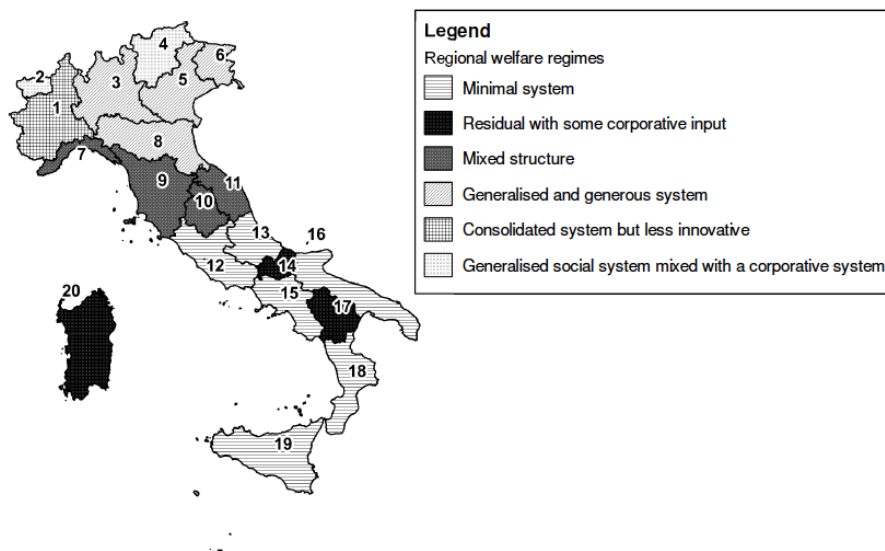 Legend
Regional welfare regimes
Minimal system
Residual with some corporative input
Mixed structure
Generalised and generous system
Consolidated system but less innovative
Generalised social system mixed with a corporative system
4
6
2
3
5
1
8
7
9
11
10
13
16
12
14
15
20
17
18
19